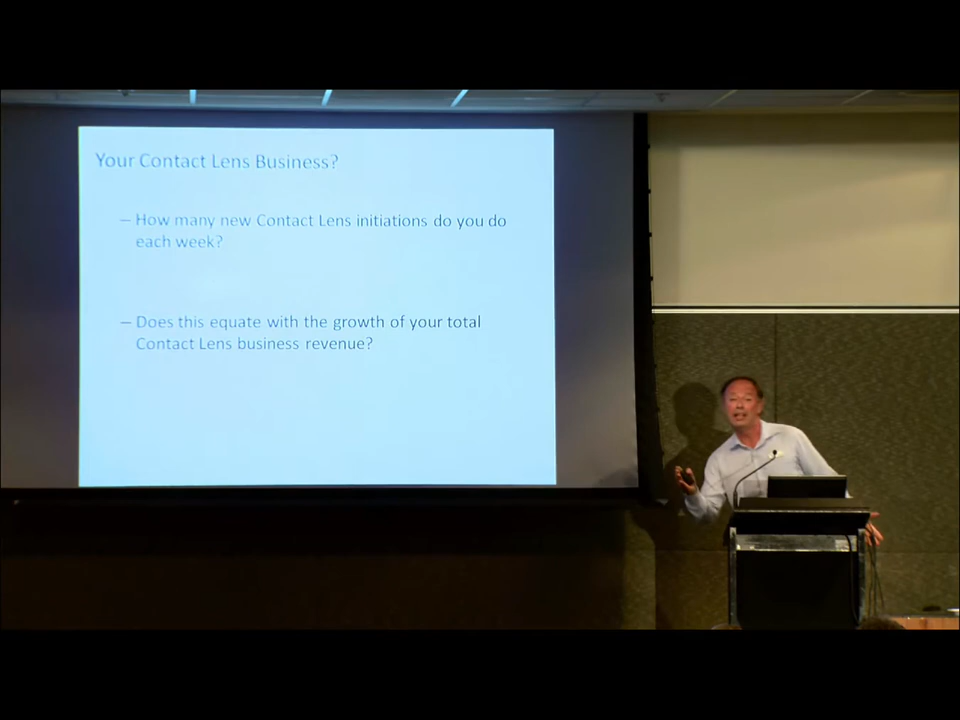 Your Contact Lens Business?
– How many new Contact Lens initiations do you do
each week?
– Does this equate with the growth of your total
Contact Lens business revenue?